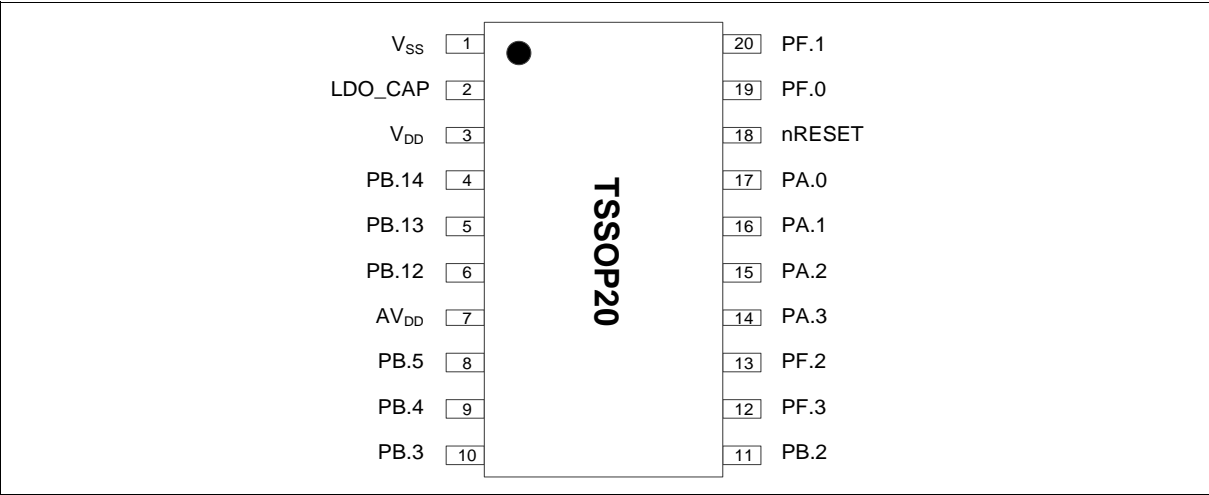 V_SS 1 20 PF.1
LDO_CAP 2 19 PF.0
V_DD 3 18 nRESET
PB.14 4 17 PA.0
PB.13 5 16 PA.1
PB.12 6 15 PA.2
AV_DD 7 14 PA.3
PB.5 8 13 PF.2
PB.4 9 12 PF.3
PB.3 10 11 PB.2
TSSOP20